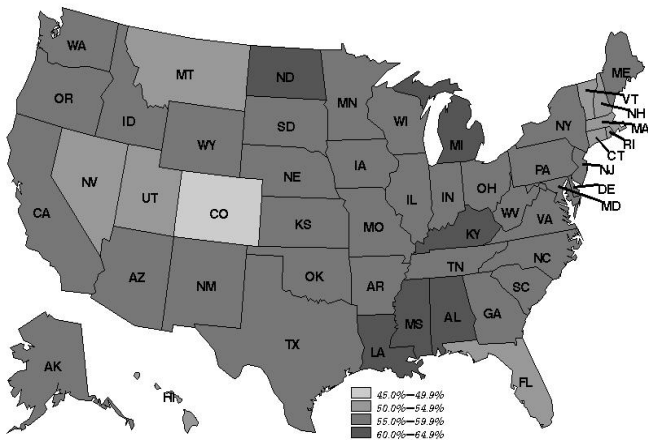 WA
MT
ND
MN
ME
VT
NH
MA
RI
CT
NJ
DE
MD
OR
ID
WY
SD
WI
MI
NY
PA
NV
UT
CO
NE
IA
IL
IN
OH
WV
VA
CA
KS
MO
KY
NC
TN
SC
AZ
NM
OK
AR
MS
AL
GA
TX
LA
FL
AK
HI
45.0%—49.9%
50.0%—54.9%
55.0%—59.9%
60.0%—64.9%